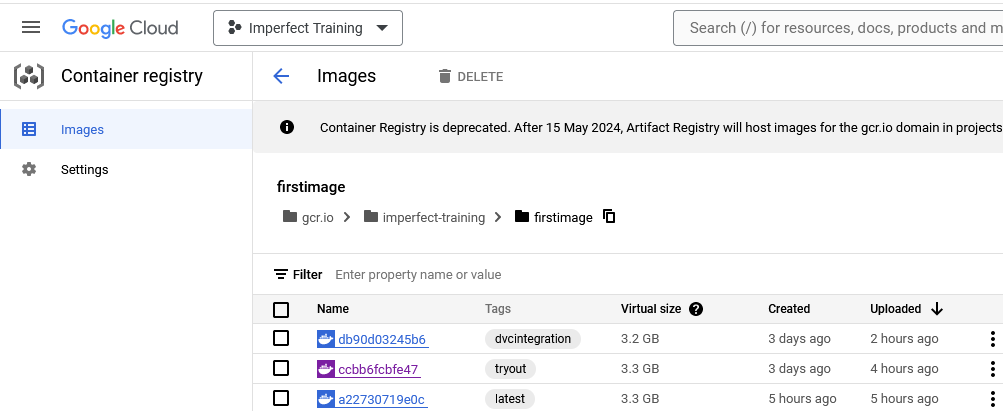 Google Cloud Imperfect Training Search (/) for resources, docs, products and m
Container registry Images DELETE
Images Container Registry is deprecated. After 15 May 2024, Artifact Registry will host images for the gcr.io domain in projects
Settings
firstimage
gcr.io imperfect-training firstimage
Filter Enter property name or value
Name Tags Virtual size ? Created Uploaded
db90d03245b6 dvcintegration 3.2 GB 3 days ago 2 hours ago
ccbb6fcbfe47 tryout 3.3 GB 3 days ago 4 hours ago
a22730719e0c latest 3.3 GB 5 hours ago 5 hours ago